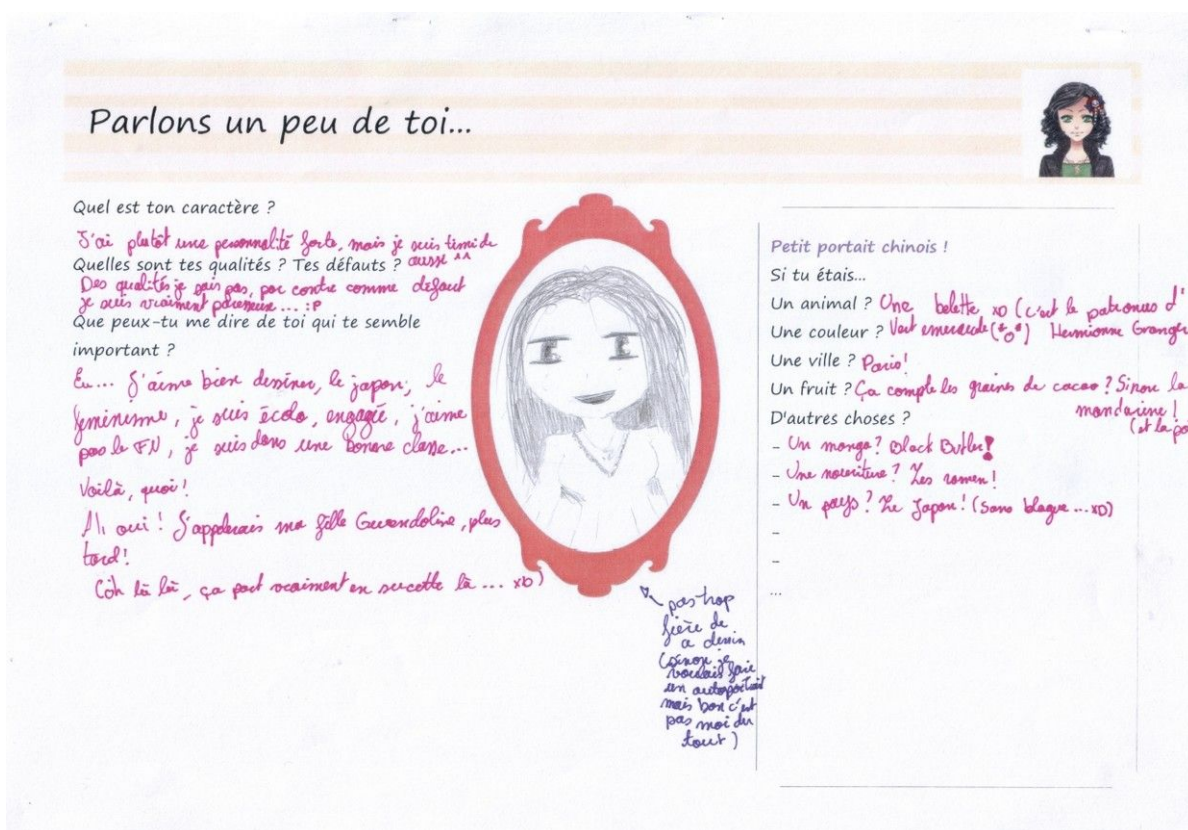 Parlons un peu de toi...
Quel est ton caractère ?
J'ai plutôt une personnalité forte, mais je suis timide
aussi ^^
Quelles sont tes qualités ? Tes défauts ?
Des qualités je sais pas, par contre comme défaut
je suis vraiment paresseux... :P
Que peux-tu me dire de toi qui te semble
important ?
Eu... J'aime bien dessiner, le japon, le
feminisme, je suis écolo, engagée, j'aime
pas le FN, je suis dans une bonne classe...
Voilà, quoi!
Ah oui! J'appelerais ma fille Gwendoline, plus
tard!
(Oh là là, ça part vraiment en sucette là ... xD)
pas trop
fière de
ce dessin
(sinon je
voulais faire
un autoportrait
mais bon c'est
pas moi du
tout)
Petit portait chinois !
Si tu étais...
Un animal ? Une belette xD (c'est le patronus d'
Hermionne Granger
Une couleur ? Vert emeraude (*o*)
Une ville ? Paris!
Un fruit ? Ça compte les graines de cacao ? Sinon la
mandarine!
(et la
D'autres choses ?
- Un manga? Black Butler!
- Une nourriture? Les ramen!
- Un pays? Le Japon! (Sans blague ... xD)
-
-
...